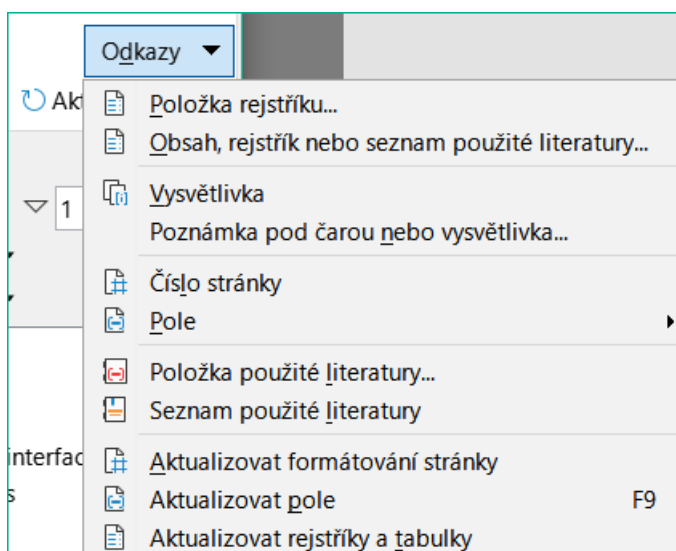 Odkazy
Akt
Položka rejstříku...
Obsah, rejstřík nebo seznam použité literatury...
Vysvětlivka
1
Poznámka pod čarou nebo vysvětlivka...
Číslo stránky
Pole
Položka použité literatury...
Seznam použité literatury
interfac
Aktualizovat formátování stránky
s
Aktualizovat pole F9
Aktualizovat rejstříky a tabulky